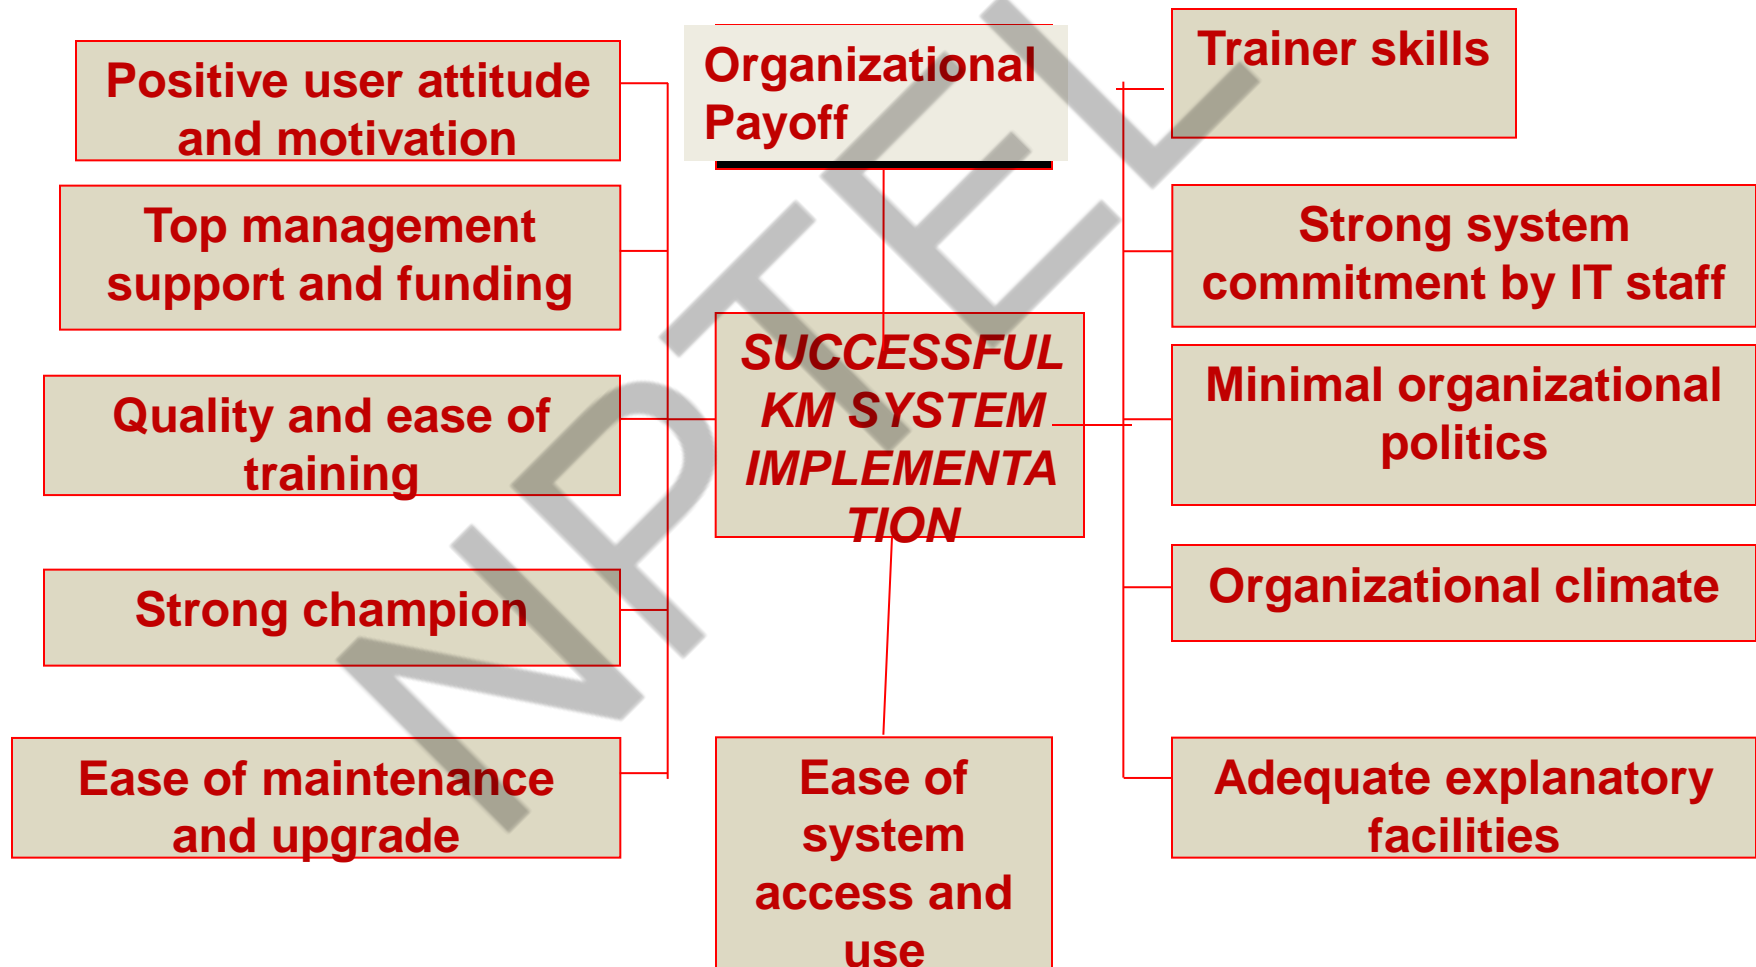 Positive user attitude
and motivation
Top management
support and funding
Quality and ease of
training
Strong champion
Ease of maintenance
and upgrade
Organizational
Payoff
SUCCESSFUL
KM SYSTEM
IMPLEMENTA
TION
Ease of
system
access and
use
Trainer skills
Strong system
commitment by IT staff
Minimal organizational
politics
Organizational climate
Adequate explanatory
facilities
NPTEL